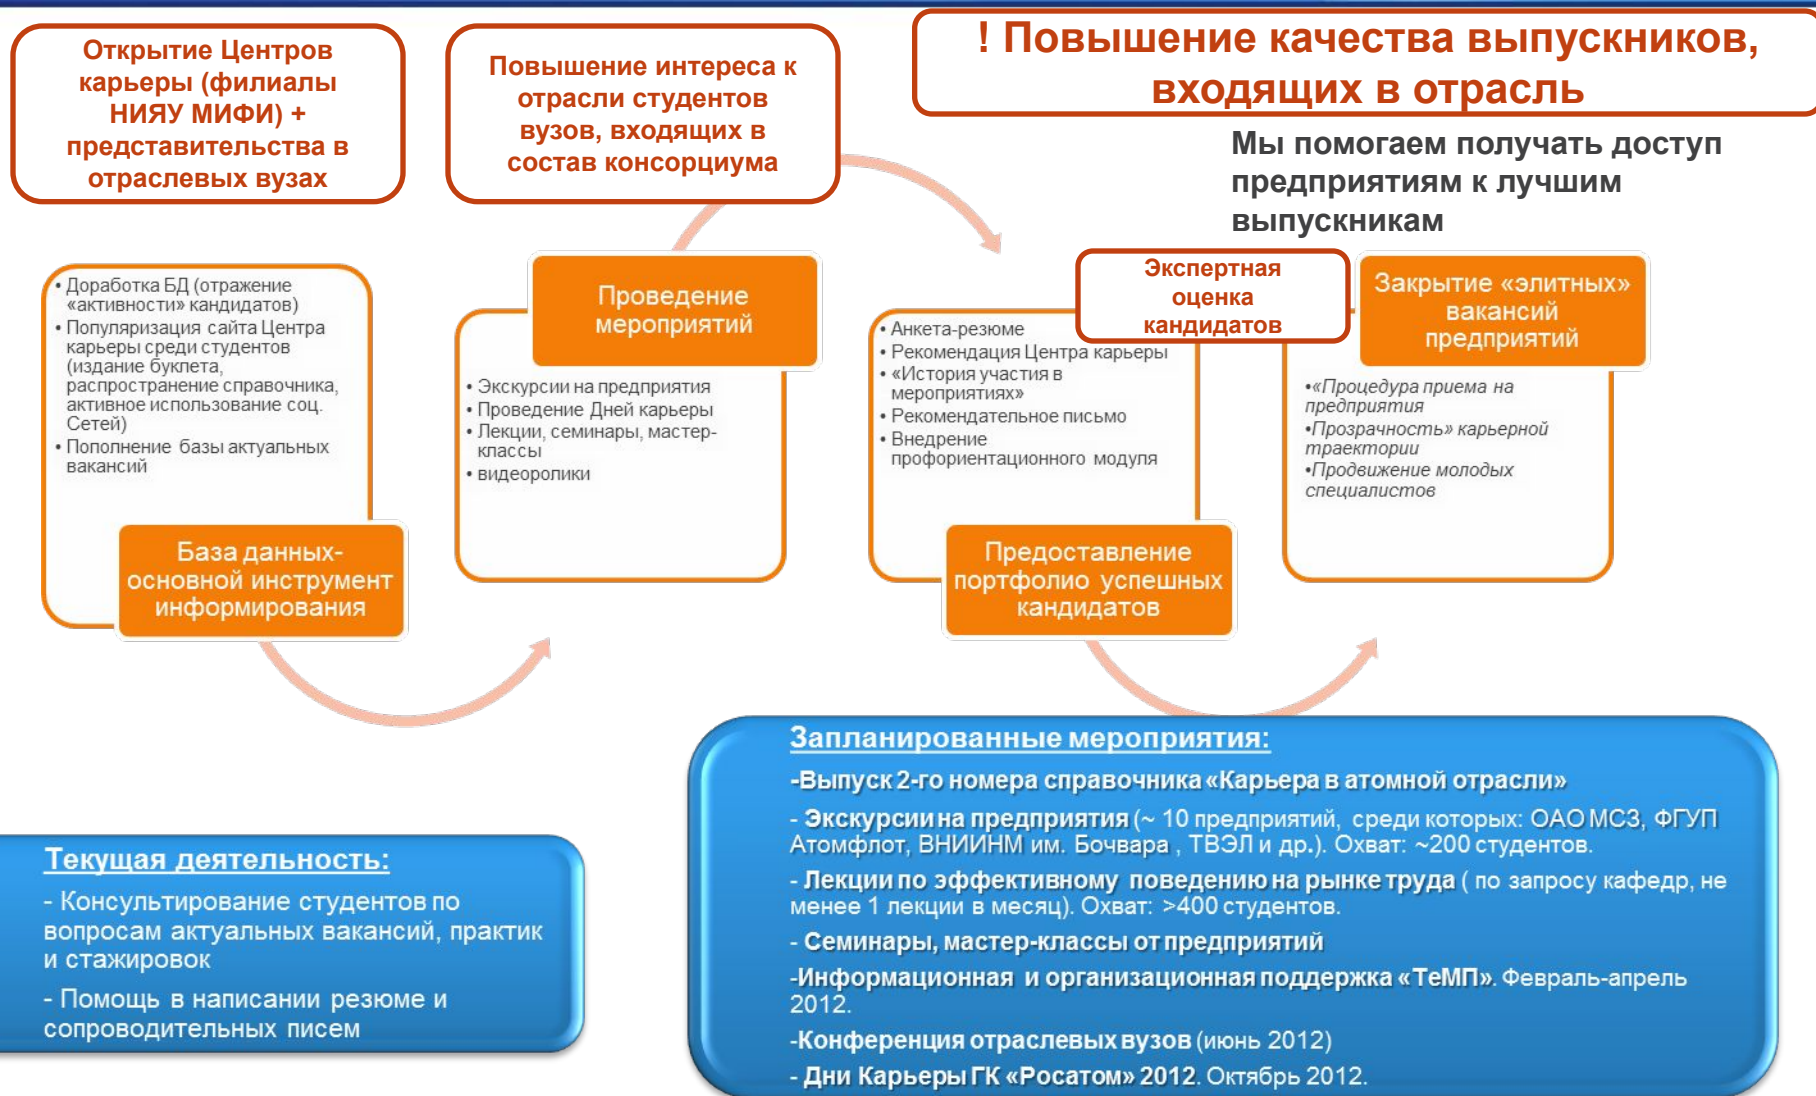 Открытие Центров
карьеры (филиалы
НИЯУ МИФИ) +
представительства в
отраслевых вузах
Повышение интереса к
отрасли студентов
вузов, входящих в
состав консорциума
! Повышение качества выпускников,
входящих в отрасль
Мы помогаем получать доступ
предприятиям к лучшим
выпускникам
• Доработка БД (отражение
«активности» кандидатов)
• Популяризация сайта Центра
карьеры среди студентов
(издание буклета,
распространение справочника,
активное использование соц.
Сетей)
• Пополнение базы актуальных
вакансий
База данных-
основной инструмент
информирования
Проведение
мероприятий
• Экскурсии на предприятия
• Проведение Дней карьеры
• Лекции, семинары, мастер-
классы
• видеоролики
Экспертная
оценка
кандидатов
• Анкета-резюме
• Рекомендация Центра карьеры
• «История участия в
мероприятиях»
• Рекомендательное письмо
• Внедрение
профориентационного модуля
Предоставление
портфолио успешных
кандидатов
Закрытие «элитных»
вакансий
предприятий
•«Процедура приема на
предприятия
•Прозрачность» карьерной
траектории
•Продвижение молодых
специалистов
Текущая деятельность:
- Консультирование студентов по
вопросам актуальных вакансий, практик
и стажировок
- Помощь в написании резюме и
сопроводительных писем
Запланированные мероприятия:
-Выпуск 2-го номера справочника «Карьера в атомной отрасли»
- Экскурсии на предприятия (~ 10 предприятий, среди которых: ОАО МСЗ, ФГУП
Атомфлот, ВНИИНМ им. Бочвара , ТВЭЛ и др.). Охват: ~200 студентов.
- Лекции по эффективному поведению на рынке труда ( по запросу кафедр, не
менее 1 лекции в месяц). Охват: >400 студентов.
- Семинары, мастер-классы от предприятий
-Информационная и организационная поддержка «ТеМП». Февраль-апрель
2012.
-Конференция отраслевых вузов (июнь 2012)
- Дни Карьеры ГК «Росатом» 2012. Октябрь 2012.